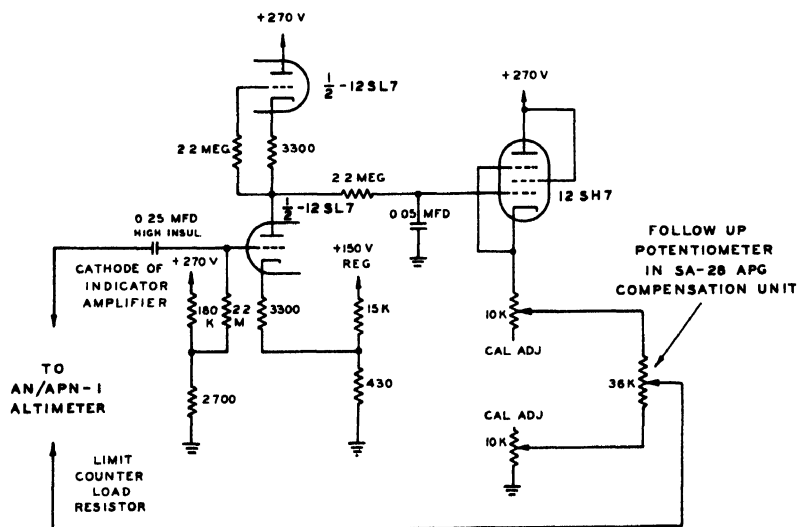 +270 V
1/2 -12SL7
2.2 MEG
3300
+270 V
2.2 MEG
1/2 -12SL7
0.05 MFD
12SH7
0.25 MFD
HIGH INSUL.
CATHODE OF
INDICATOR
AMPLIFIER
+270 V
+150 V
REG
FOLLOW UP
POTENTIOMETER
IN SA-28 APG
COMPENSATION UNIT
180
K
22
M
3300
15K
10K
CAL ADJ
TO
AN/APN-1
ALTIMETER
2700
430
36K
CAL ADJ
10K
LIMIT
COUNTER
LOAD
RESISTOR